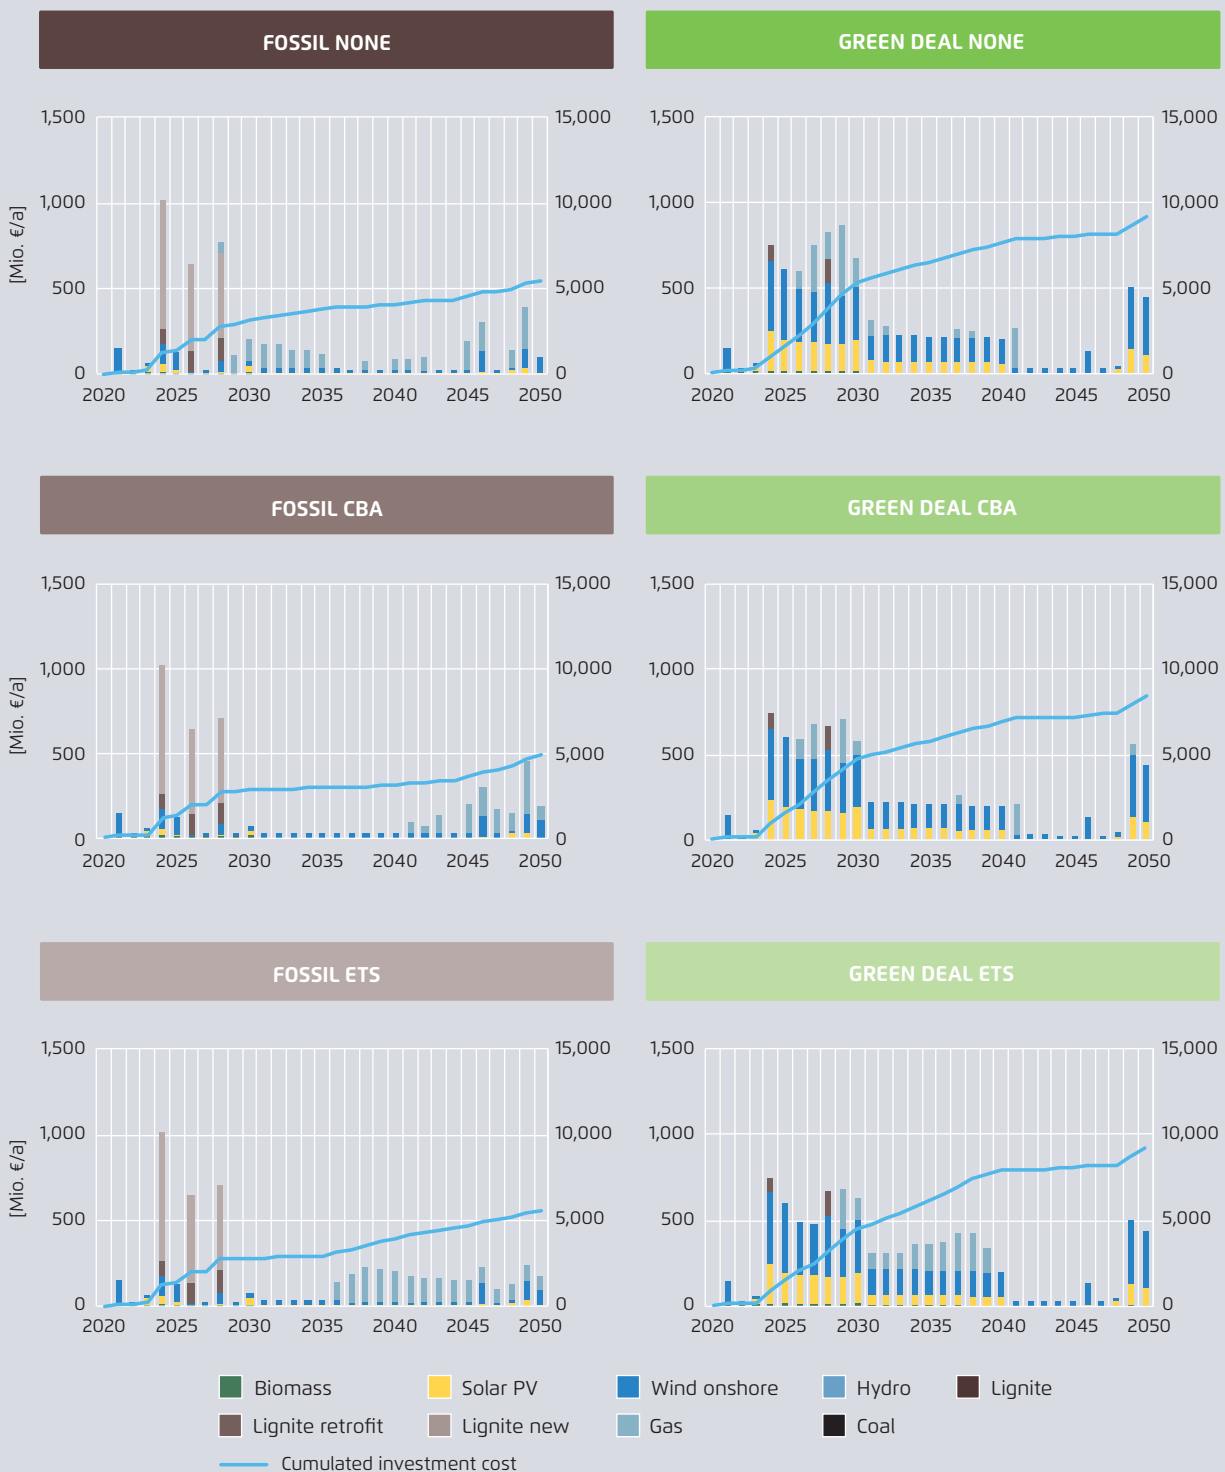 FOSSIL NONE
GREEN DEAL NONE
[Mio. €/a]
1,500
1,000
500
0
15,000
10,000
5,000
0
2020 2025 2030 2035 2040 2045 2050
1,500
1,000
500
0
15,000
10,000
5,000
0
2020 2025 2030 2035 2040 2045 2050
FOSSIL CBA
GREEN DEAL CBA
[Mio. €/a]
1,500
1,000
500
0
15,000
10,000
5,000
0
2020 2025 2030 2035 2040 2045 2050
1,500
1,000
500
0
15,000
10,000
5,000
0
2020 2025 2030 2035 2040 2045 2050
FOSSIL ETS
GREEN DEAL ETS
[Mio. €/a]
1,500
1,000
500
0
15,000
10,000
5,000
0
2020 2025 2030 2035 2040 2045 2050
1,500
1,000
500
0
15,000
10,000
5,000
0
2020 2025 2030 2035 2040 2045 2050
Biomass Solar PV Wind onshore Hydro Lignite
Lignite retrofit Lignite new Gas Coal
Cumulated investment cost